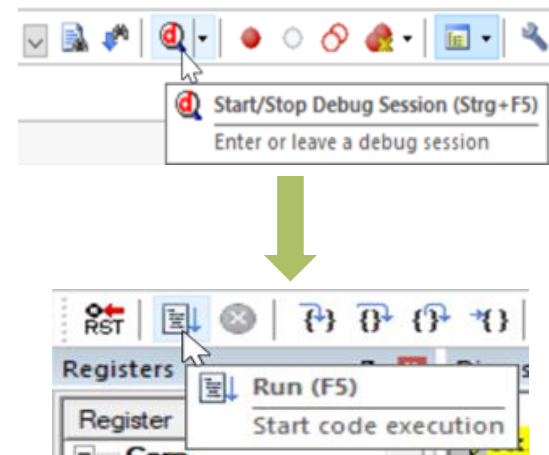 d
d Start/Stop Debug Session (Strg+F5)
Enter or leave a debug session
RST
{} {} {} {}
Registers
Run (F5)
Register
Start code execution